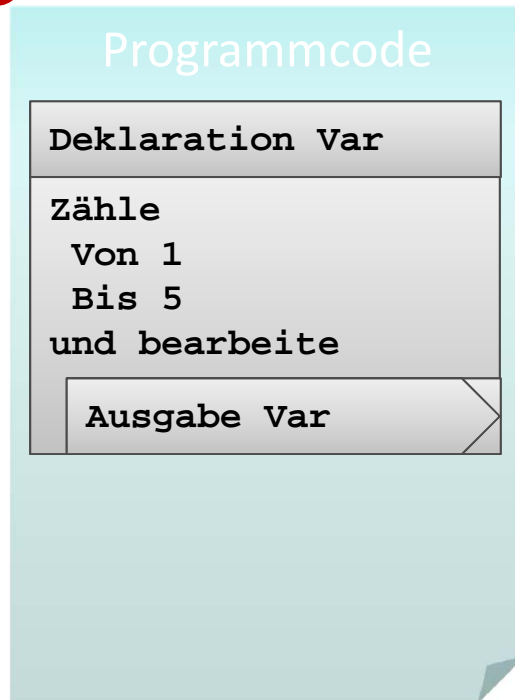 Programmcode
Deklaration Var
Zähle
Von 1
Bis 5
und bearbeite
Ausgabe Var